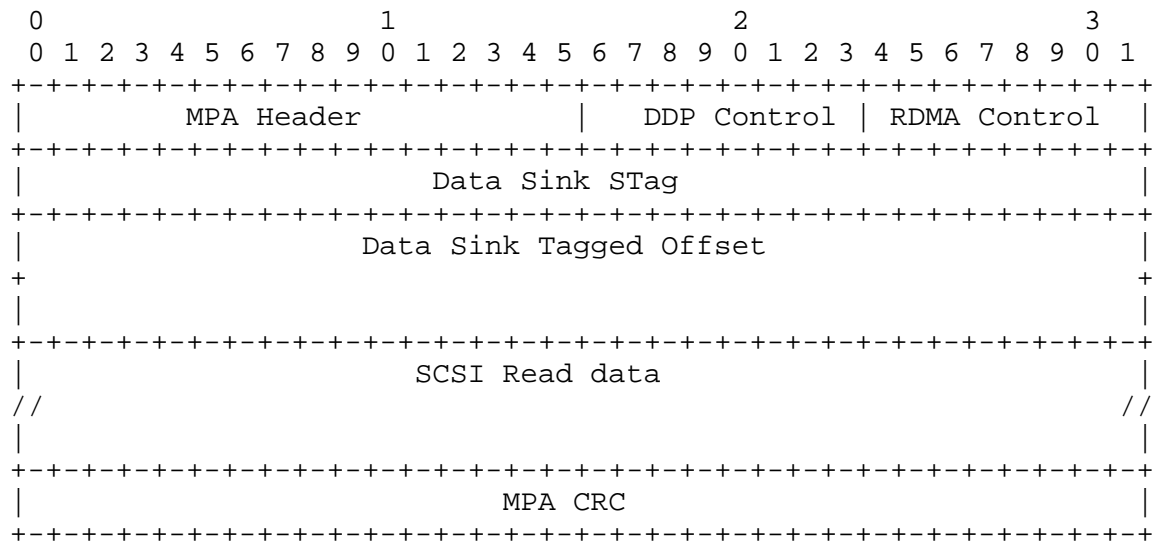 0                   1                   2                   3
 0 1 2 3 4 5 6 7 8 9 0 1 2 3 4 5 6 7 8 9 0 1 2 3 4 5 6 7 8 9 0 1
+-+-+-+-+-+-+-+-+-+-+-+-+-+-+-+-+-+-+-+-+-+-+-+-+-+-+-+-+-+-+-+-+
|         MPA Header            |   DDP Control | RDMA Control  |
+-+-+-+-+-+-+-+-+-+-+-+-+-+-+-+-+-+-+-+-+-+-+-+-+-+-+-+-+-+-+-+-+
|                       Data Sink STag                          |
+-+-+-+-+-+-+-+-+-+-+-+-+-+-+-+-+-+-+-+-+-+-+-+-+-+-+-+-+-+-+-+-+
|                   Data Sink Tagged Offset                     |
+                                                               +
|                                                               |
+-+-+-+-+-+-+-+-+-+-+-+-+-+-+-+-+-+-+-+-+-+-+-+-+-+-+-+-+-+-+-+-+
|                      SCSI Read data                           |
//                                                             //
|                                                               |
+-+-+-+-+-+-+-+-+-+-+-+-+-+-+-+-+-+-+-+-+-+-+-+-+-+-+-+-+-+-+-+-+
|                           MPA CRC                             |
+-+-+-+-+-+-+-+-+-+-+-+-+-+-+-+-+-+-+-+-+-+-+-+-+-+-+-+-+-+-+-+-+